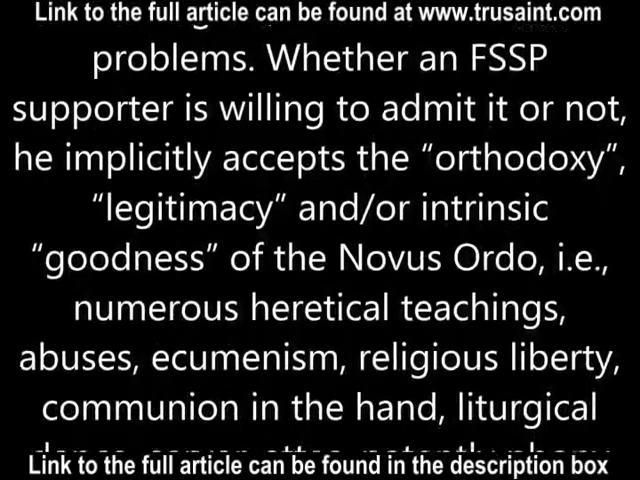 Link to the full article can be found at www.trusaint.com
problems. Whether an FSSP
supporter is willing to admit it or not,
he implicitly accepts the “orthodoxy”,
“legitimacy” and/or intrinsic
“goodness” of the Novus Ordo, i.e.,
numerous heretical teachings,
abuses, ecumenism, religious liberty,
communion in the hand, liturgical
Link to the full article can be found in the description box